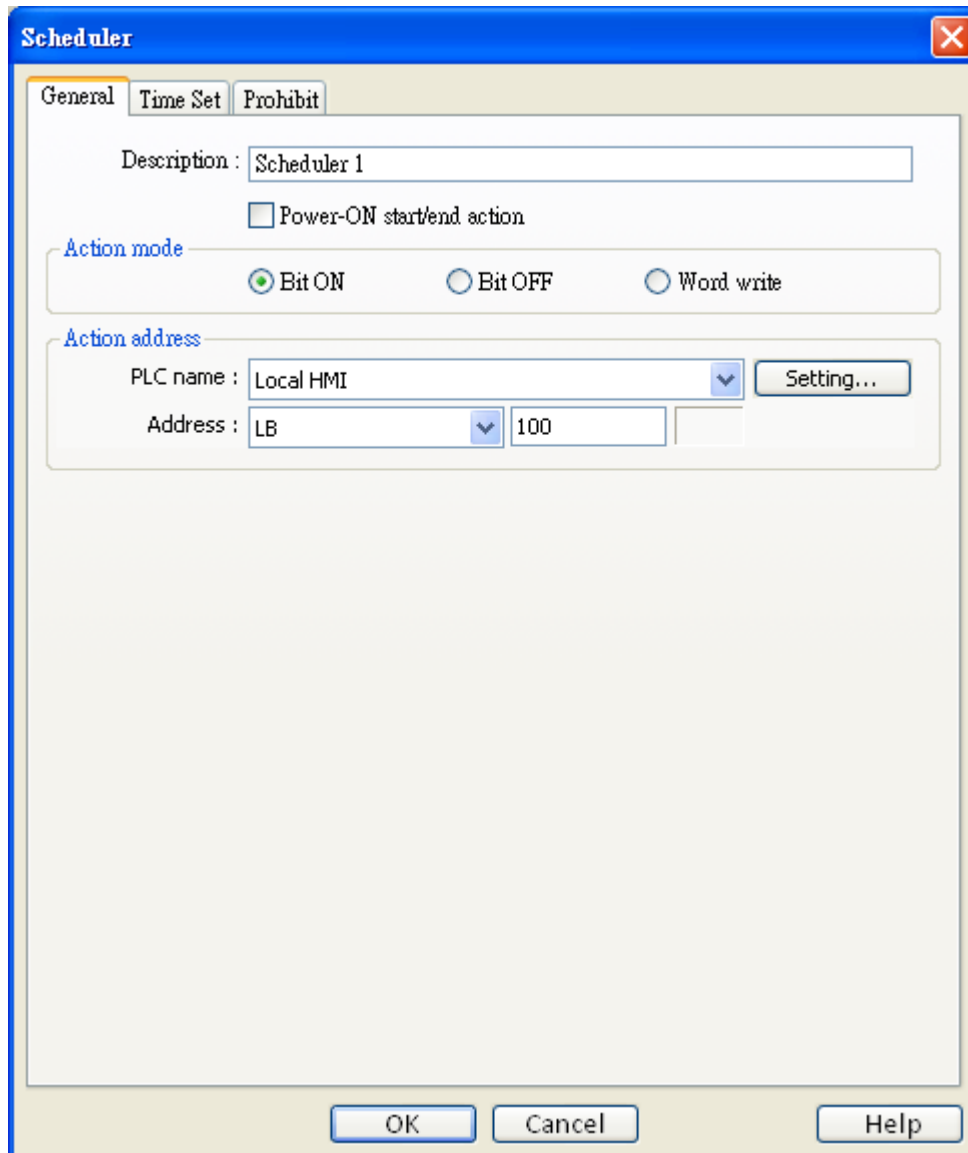 Scheduler
General Time Set Prohibit
Description : Scheduler 1
Power-ON start/end action
Action mode
Bit ON Bit OFF Word write
Action address
PLC name : Local HMI Setting...
Address : LB 100
OK Cancel Help